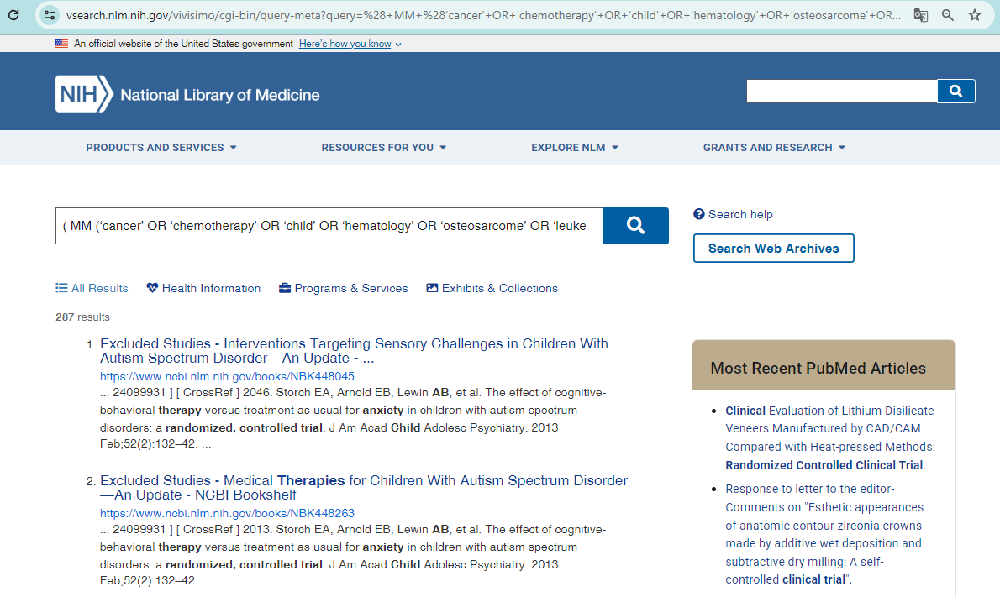 vsearch.nlm.nih.gov/vivisimo/cgi-bin/query-meta?query=%28+MM+%28'cancer'+OR+'chemotherapy'+OR+'child'+OR+'hematology'+OR+'osteosarcome'+OR...
An official website of the United States government Here's how you know
NIH National Library of Medicine
PRODUCTS AND SERVICES RESOURCES FOR YOU EXPLORE NLM GRANTS AND RESEARCH
( MM (‘cancer’ OR ‘chemotherapy’ OR ‘child’ OR ‘hematology’ OR ‘osteosarcome’ OR ‘leuke
Search help
Search Web Archives
All Results Health Information Programs & Services Exhibits & Collections
287 results
1. Excluded Studies - Interventions Targeting Sensory Challenges in Children With
Autism Spectrum Disorder—An Update - ...
https://www.ncbi.nlm.nih.gov/books/NBK448045
... 24099931 ] [ CrossRef ] 2046. Storch EA, Arnold EB, Lewin AB, et al. The effect of cognitive-
behavioral therapy versus treatment as usual for anxiety in children with autism spectrum
disorders: a randomized, controlled trial. J Am Acad Child Adolesc Psychiatry. 2013
Feb;52(2):132–42. ...
2. Excluded Studies - Medical Therapies for Children With Autism Spectrum Disorder
—An Update - NCBI Bookshelf
https://www.ncbi.nlm.nih.gov/books/NBK448263
... 24099931 ] [ CrossRef ] 2013. Storch EA, Arnold EB, Lewin AB, et al. The effect of cognitive-
behavioral therapy versus treatment as usual for anxiety in children with autism spectrum
disorders: a randomized, controlled trial. J Am Acad Child Adolesc Psychiatry. 2013
Feb;52(2):132–42. ...
Most Recent PubMed Articles
• Clinical Evaluation of Lithium Disilicate
Veneers Manufactured by CAD/CAM
Compared with Heat-pressed Methods:
Randomized Controlled Clinical Trial.
• Response to letter to the editor-
Comments on "Esthetic appearances
of anatomic contour zirconia crowns
made by additive wet deposition and
subtractive dry milling: A self-
controlled clinical trial".